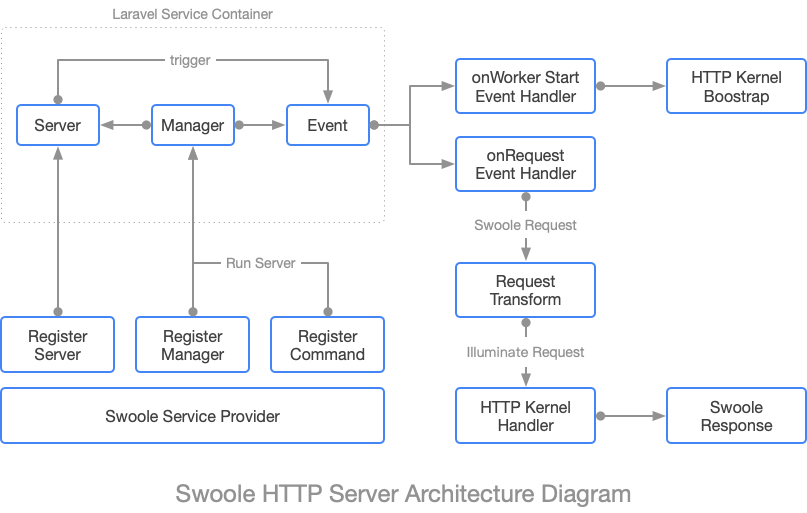 Laravel Service Container
trigger
Server
Manager
Event
onWorker Start
Event Handler
HTTP Kernel
Boostrap
onRequest
Event Handler
Swoole Request
Run Server
Request
Transform
Register
Server
Register
Manager
Register
Command
Illuminate Request
Swoole Service Provider
HTTP Kernel
Handler
Swoole
Response
Swoole HTTP Server Architecture Diagram